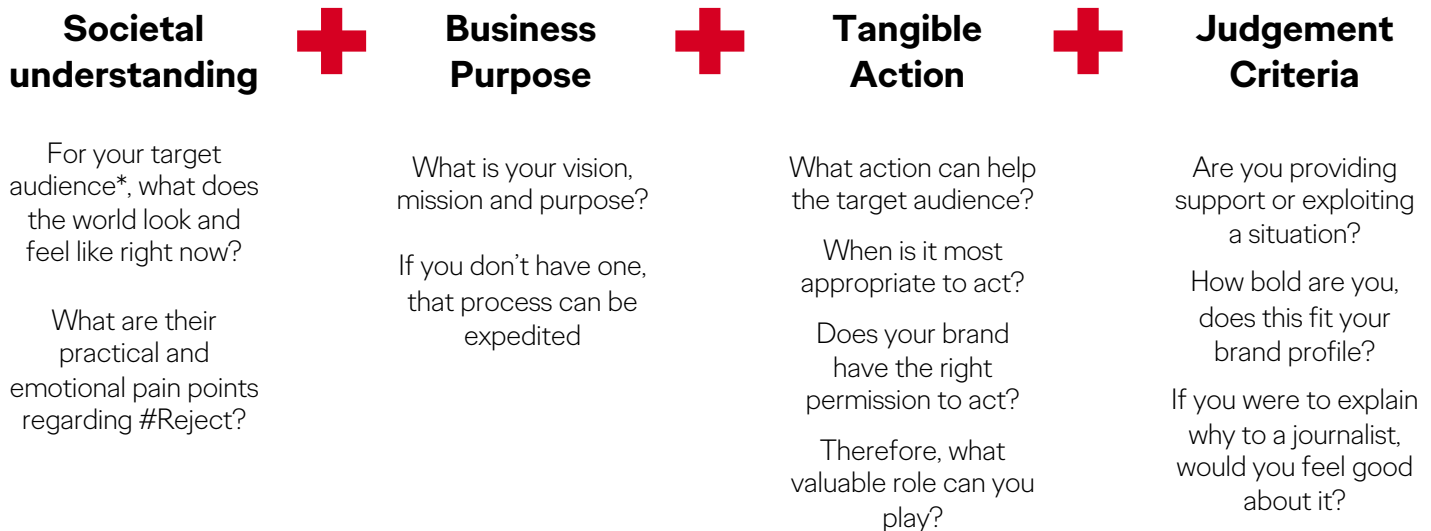 Societal
understanding
For your target
audience*, what does
the world look and
feel like right now?
What are their
practical and
emotional pain points
regarding #Reject?
Business
Purpose
What is your vision,
mission and purpose?
If you don’t have one,
that process can be
expedited
Tangible
Action
What action can help
the target audience?
When is it most
appropriate to act?
Does your brand
have the right
permission to act?
Therefore, what
valuable role can you
play?
Judgement
Criteria
Are you providing
support or exploiting
a situation?
How bold are you,
does this fit your
brand profile?
If you were to explain
why to a journalist,
would you feel good
about it?